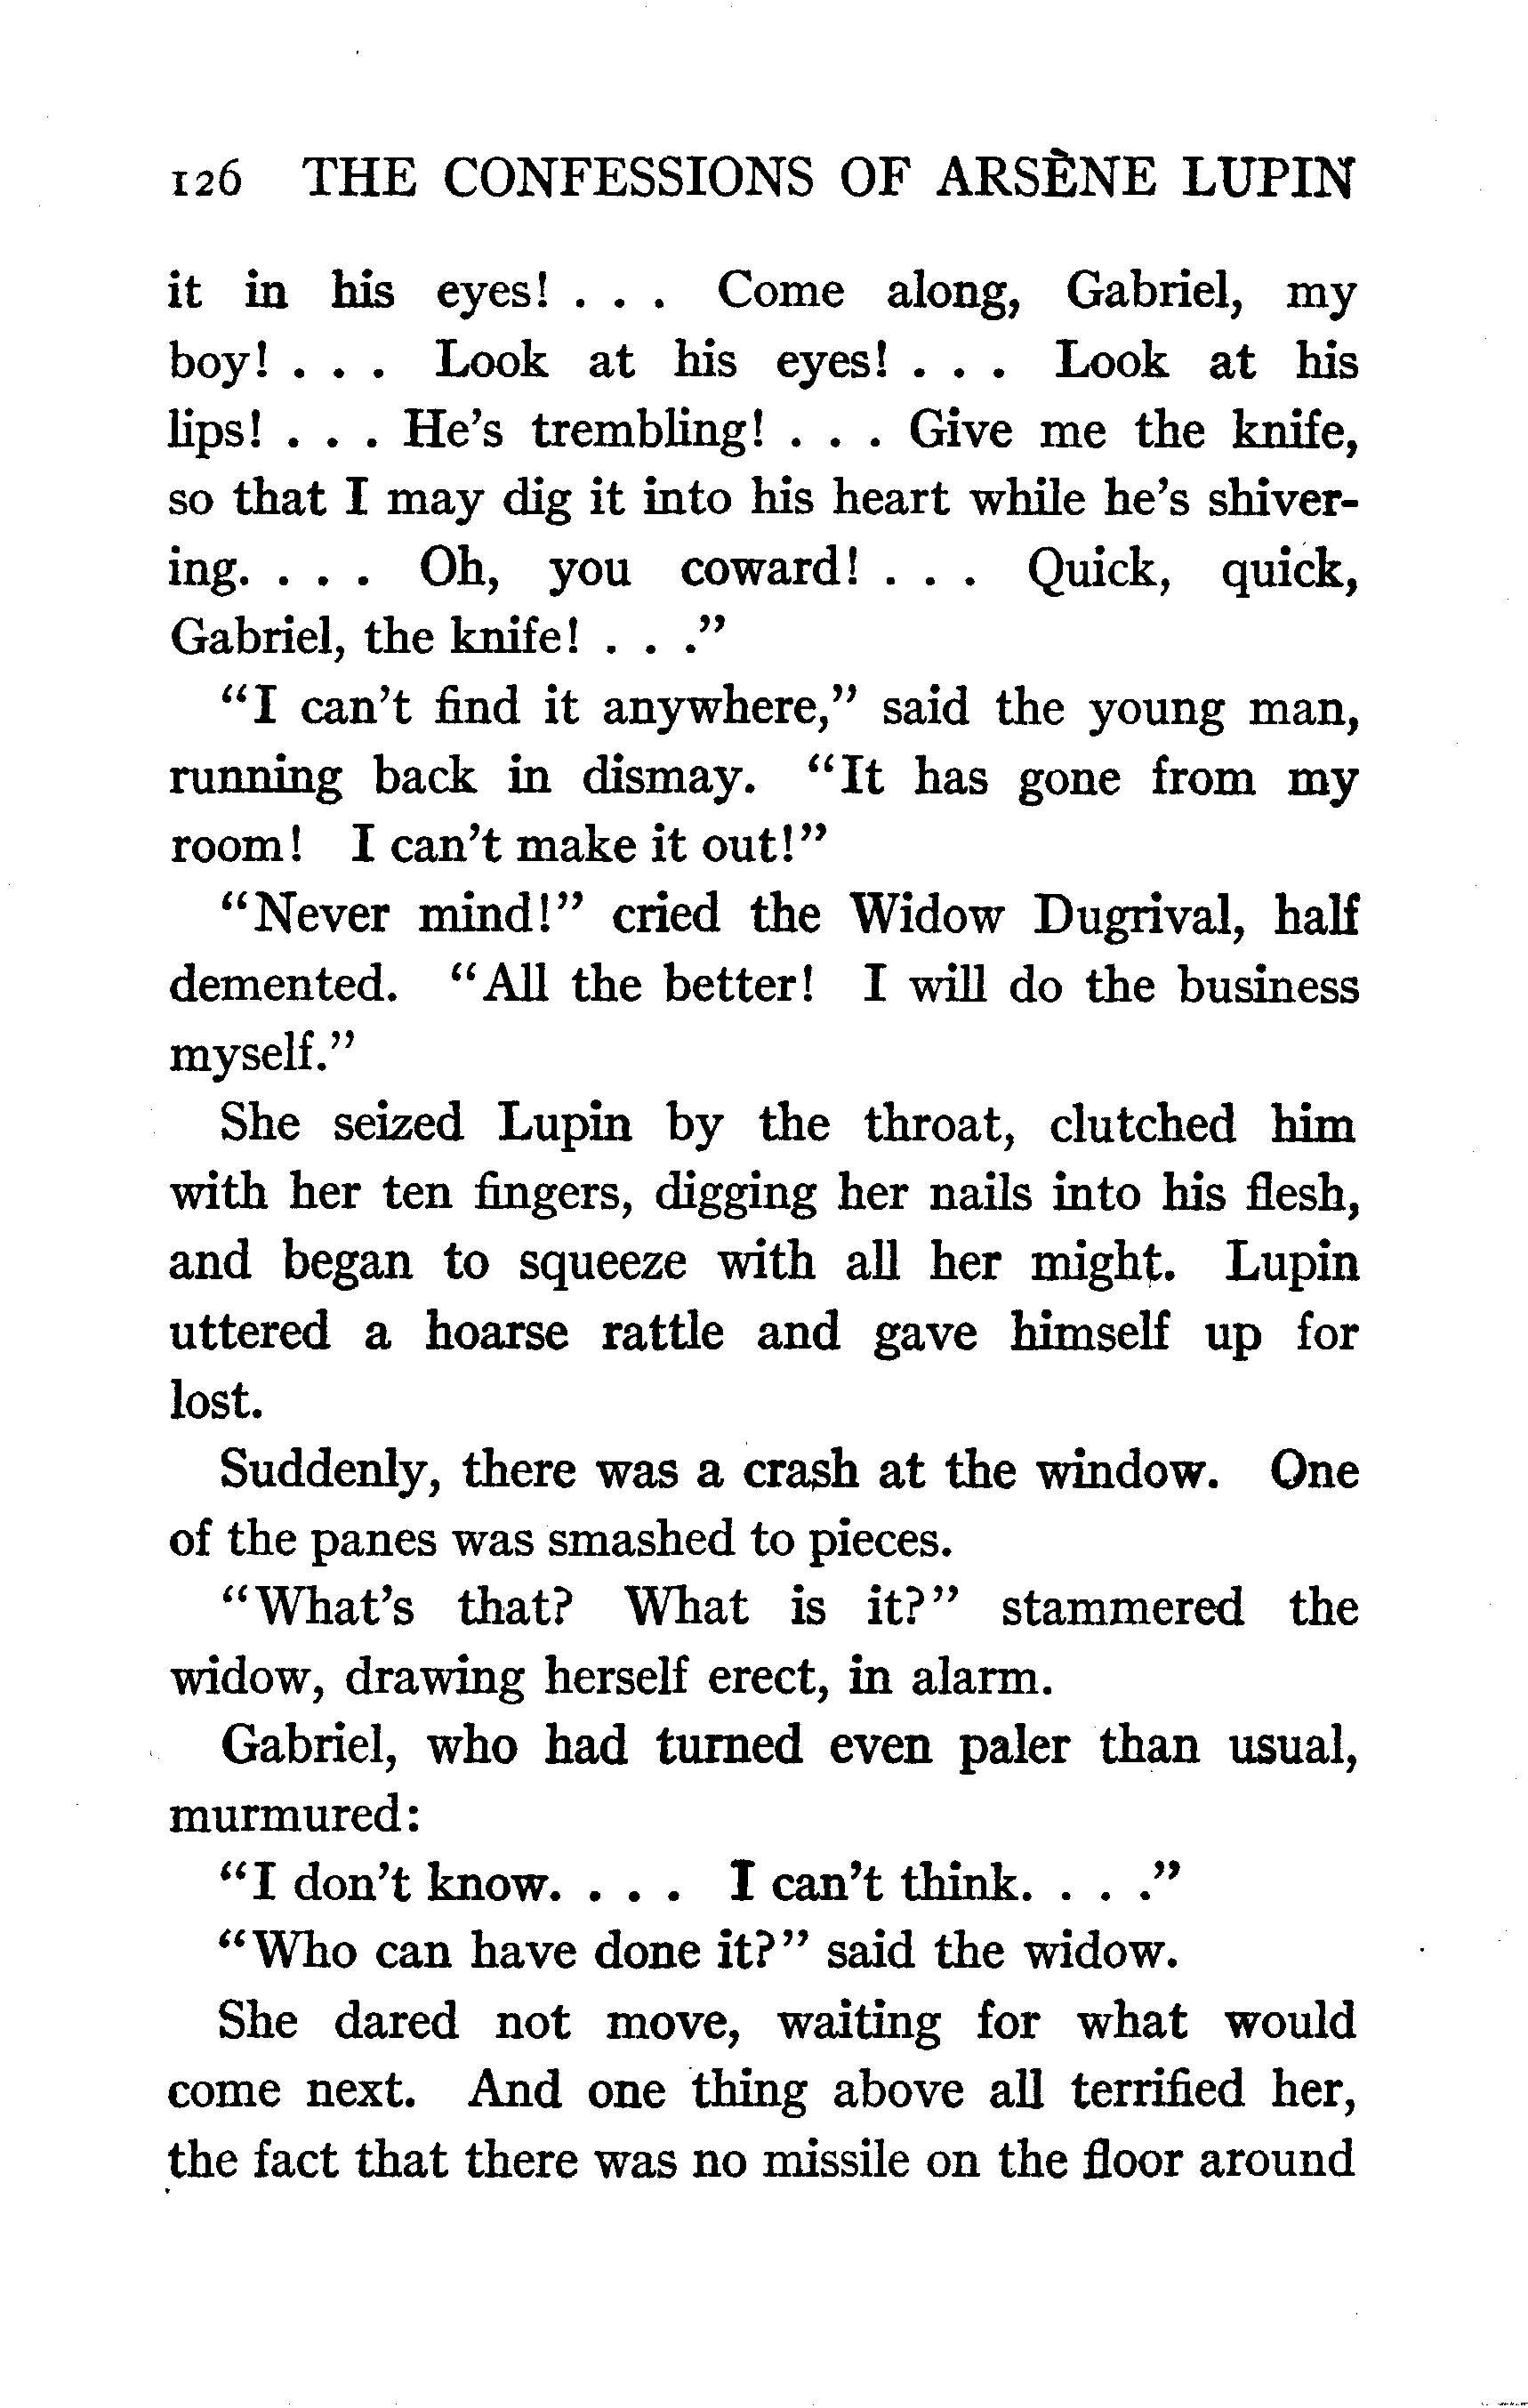 126 THE CONFESSIONS OF ARSÈNE LUPIN
it in his eyes! . . . Come along, Gabriel, my
boy! . . . Look at his eyes! . . . Look at his
lips! . . . He's trembling! . . . Give me the knife,
so that I may dig it into his heart while he's shiver-
ing. . . . Oh, you coward! . . . Quick, quick,
Gabriel, the knife! . . ."
"I can't find it anywhere," said the young man,
running back in dismay. "It has gone from my
room! I can't make it out!"
"Never mind!" cried the Widow Dugrival, half
demented. "All the better! I will do the business
myself."
She seized Lupin by the throat, clutched him
with her ten fingers, digging her nails into his flesh,
and began to squeeze with all her might. Lupin
uttered a hoarse rattle and gave himself up for
lost.
Suddenly, there was a crash at the window. One
of the panes was smashed to pieces.
"What's that? What is it?" stammered the
widow, drawing herself erect, in alarm.
Gabriel, who had turned even paler than usual,
murmured:
"I don't know. . . . I can't think. . . ."
"Who can have done it?" said the widow.
She dared not move, waiting for what would
come next. And one thing above all terrified her,
the fact that there was no missile on the floor around